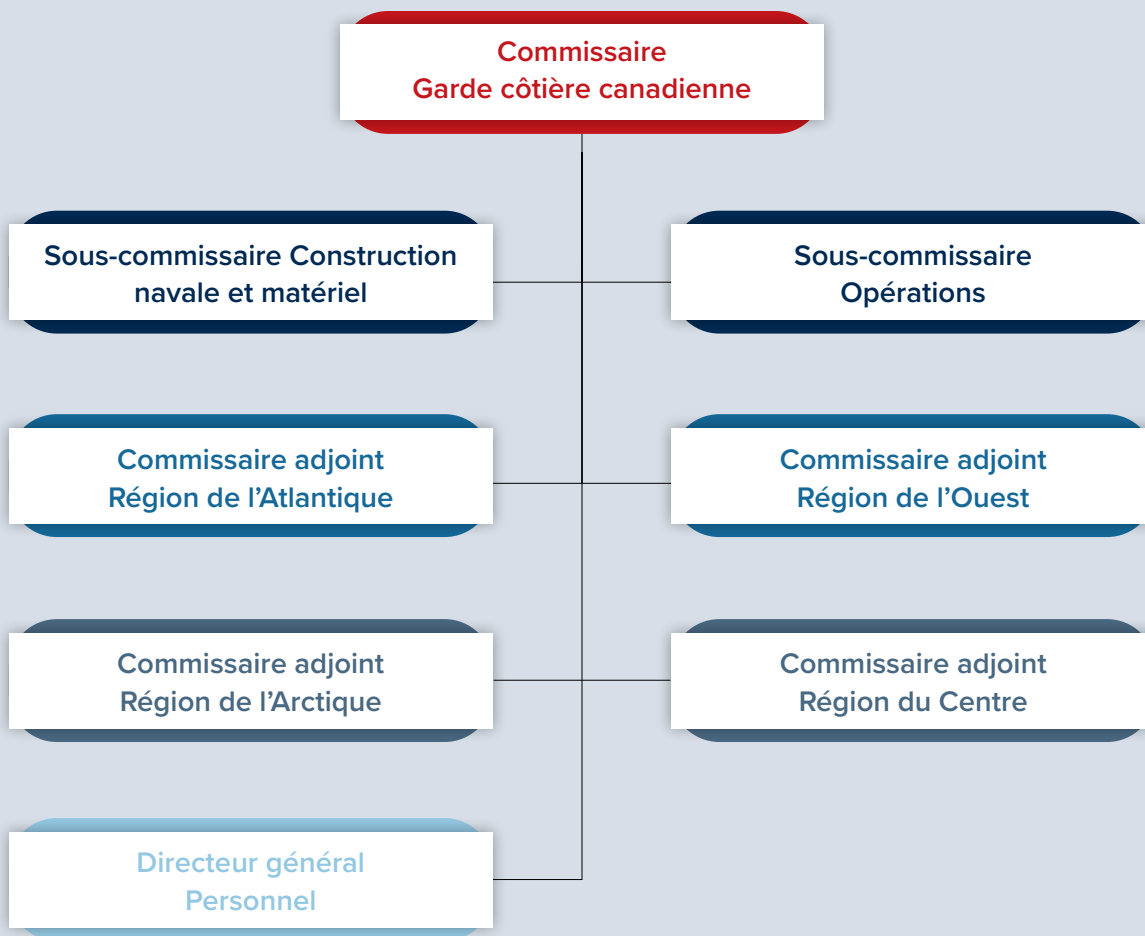 Commissaire
Garde côtière canadienne
Sous-commissaire Construction
navale et matériel
Sous-commissaire
Opérations
Commissaire adjoint
Région de l’Atlantique
Commissaire adjoint
Région de l’Ouest
Commissaire adjoint
Région de l’Arctique
Commissaire adjoint
Région du Centre
Directeur général
Personnel